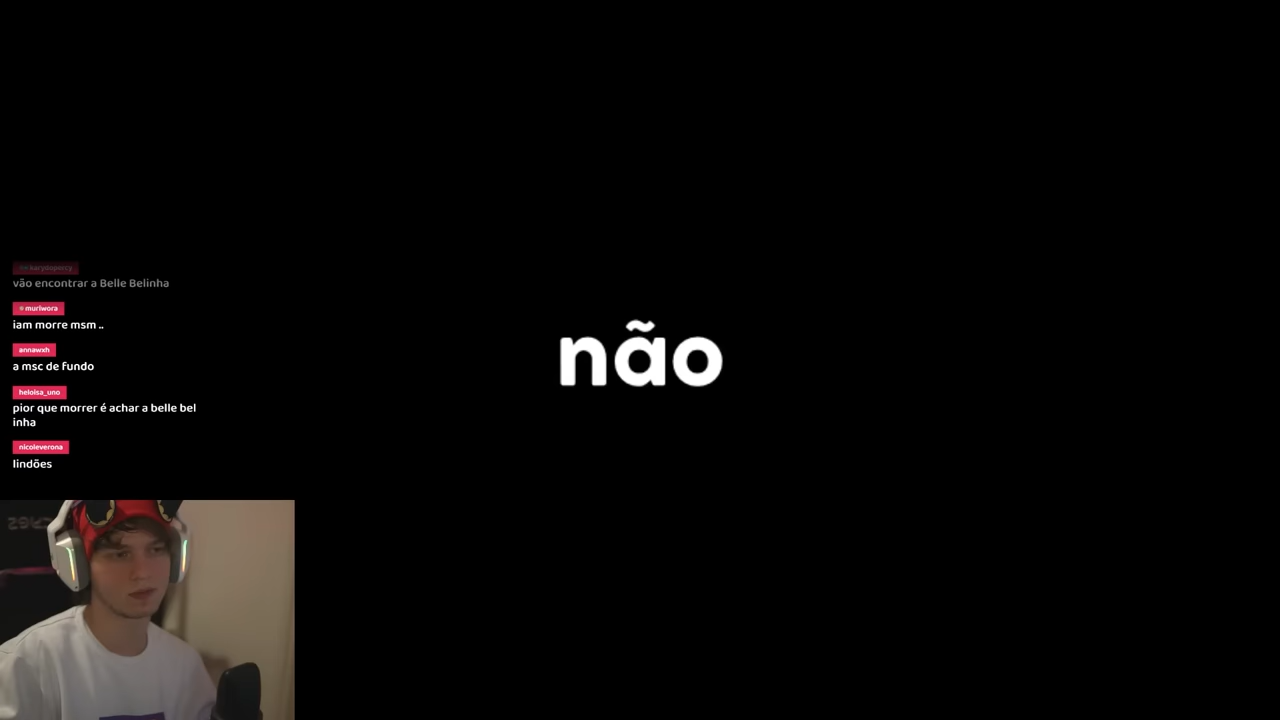 karydapercy
vão encontrar a Belle Belinha
muriwora
iam morre msm ..
annawxh
a msc de fundo
heloisa_uno
pior que morrer é achar a belle bel
inha
nicoleverona
lindões
não